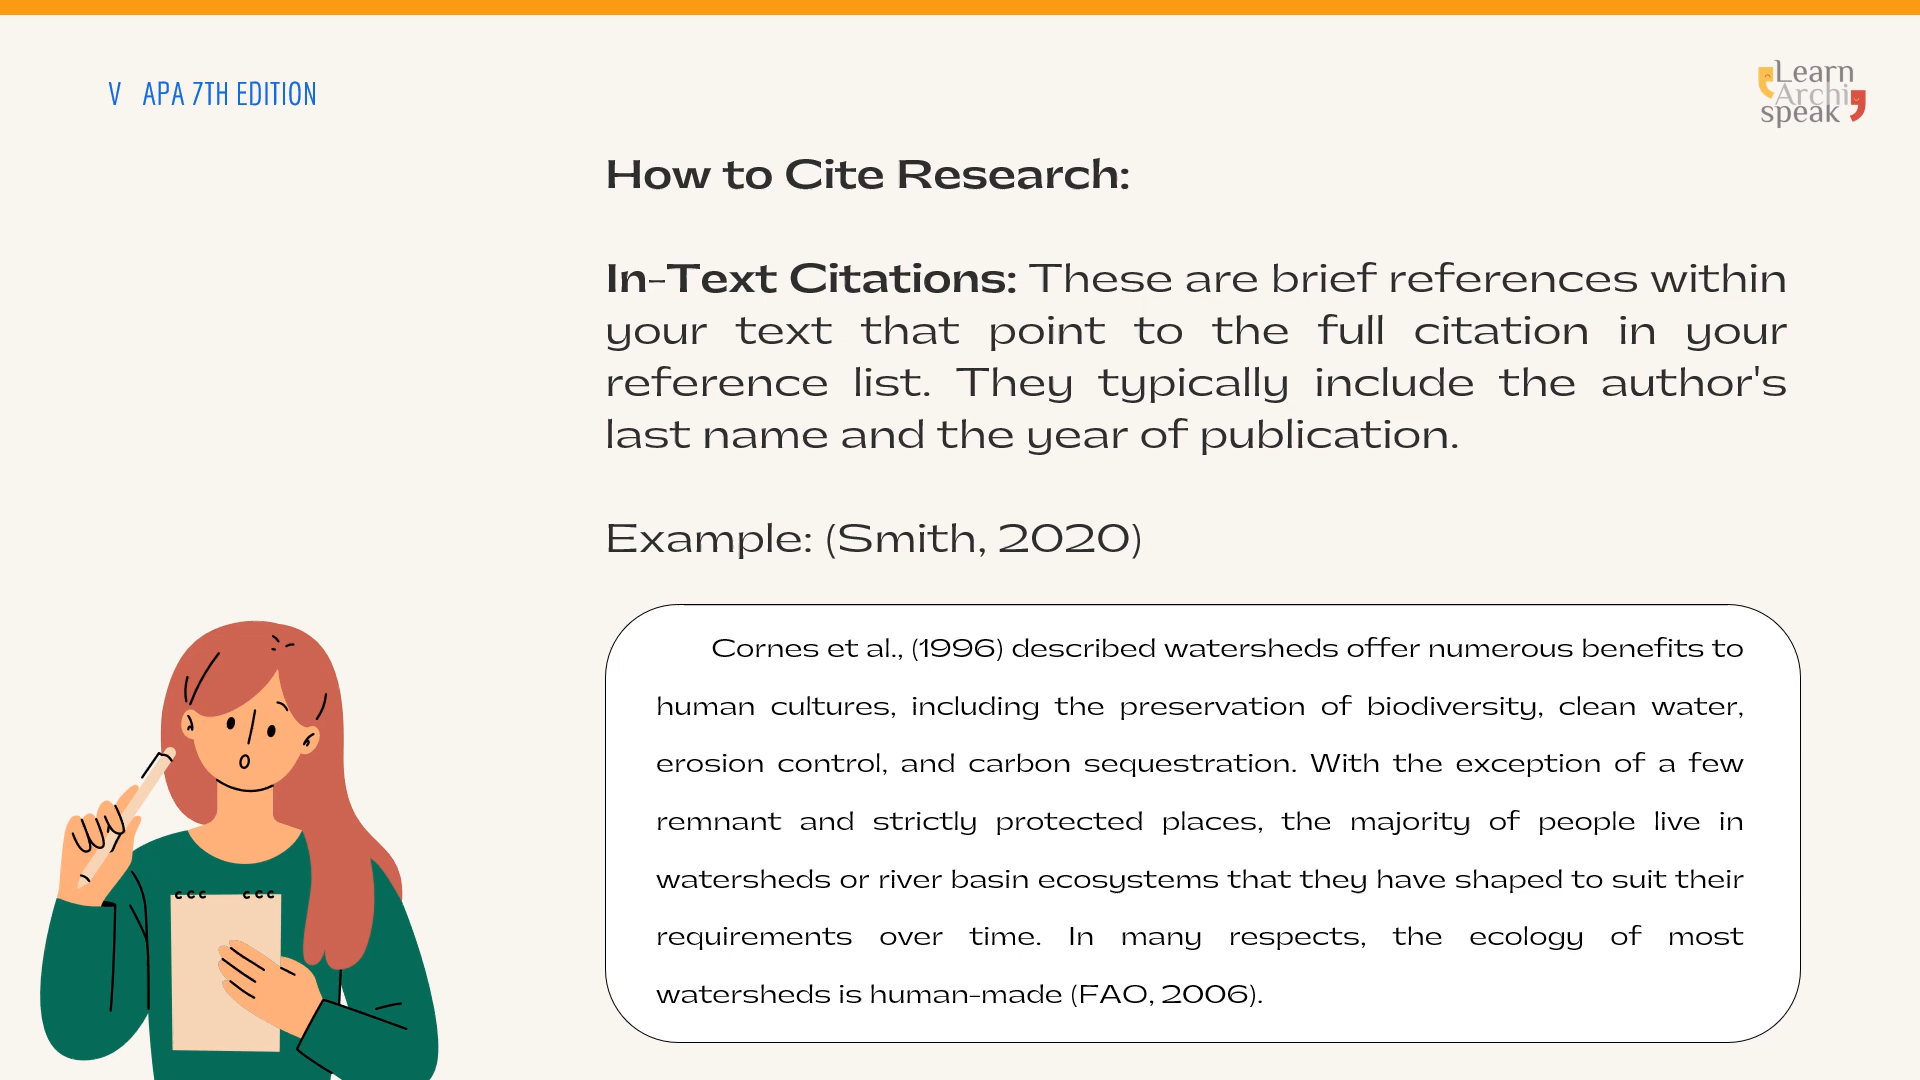 V APA 7TH EDITION
Learn
Archi
speak
How to Cite Research:
In-Text Citations: These are brief references within
your text that point to the full citation in your
reference list. They typically include the author's
last name and the year of publication.
Example: (Smith, 2020)
Cornes et al., (1996) described watersheds offer numerous benefits to
human cultures, including the preservation of biodiversity, clean water,
erosion control, and carbon sequestration. With the exception of a few
remnant and strictly protected places, the majority of people live in
watersheds or river basin ecosystems that they have shaped to suit their
requirements over time. In many respects, the ecology of most
watersheds is human-made (FAO, 2006).